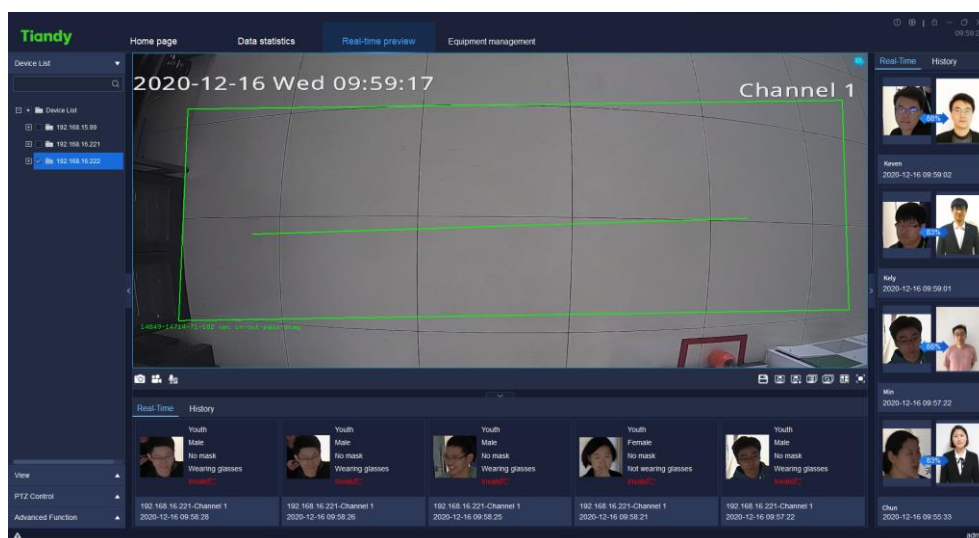 Tiandy
Home page
Data statistics
Real-time preview
Equipment management
Device List
Device List
192.168.15.89
192.168.16.221
192.168.16.222
View
PTZ Control
Advanced Function
2020-12-16 Wed 09:59:17
Channel 1
Real-Time
History
Youth
Male
No mask
Wearing glasses
192.168.16.221-Channel 1
2020-12-16 09:58:28
Youth
Male
No mask
Wearing glasses
192.168.16.221-Channel 1
2020-12-16 09:58:26
Youth
Male
No mask
Wearing glasses
192.168.16.221-Channel 1
2020-12-16 09:58:25
Youth
Female
No mask
Not wearing glasses
192.168.16.221-Channel 1
2020-12-16 09:58:21
Youth
Male
No mask
Wearing glasses
192.168.16.221-Channel 1
2020-12-16 09:57:22
Real-Time
History
Keven
2020-12-16 09:59:02
83%
Kely
2020-12-16 09:59:01
Min
2020-12-16 09:57:22
83%
Chun
2020-12-16 09:55:33